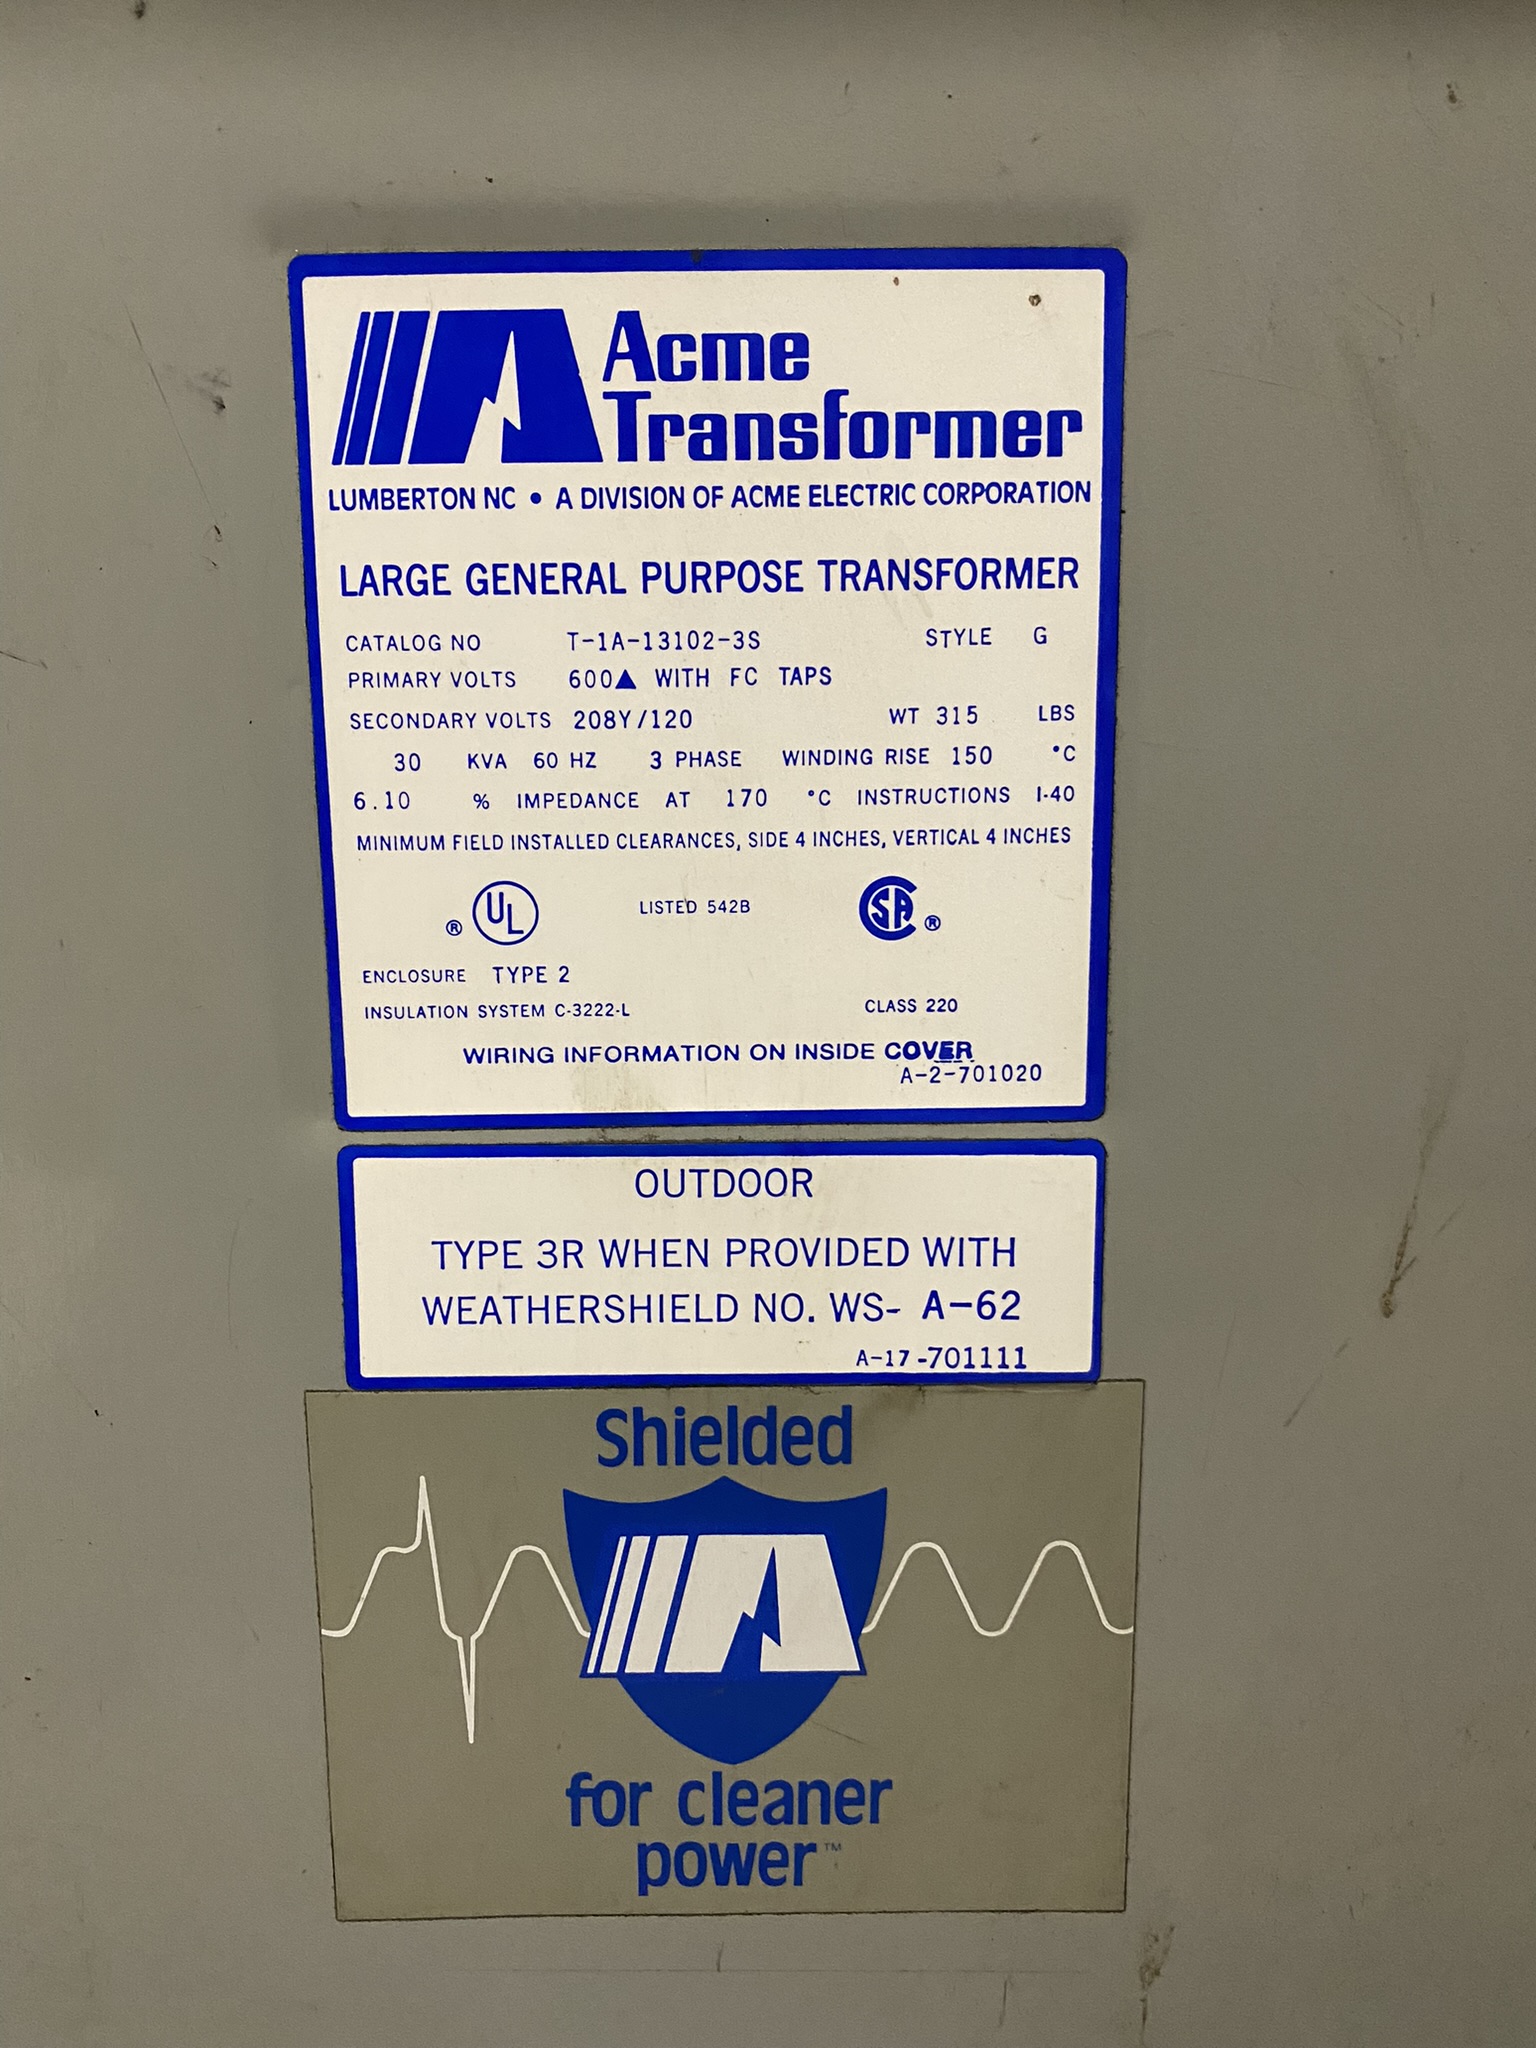 Acme
Transformer
LUMBERTON NC • A DIVISION OF ACME ELECTRIC CORPORATION
LARGE GENERAL PURPOSE TRANSFORMER
CATALOG NO T-1A-13102-3S STYLE G
PRIMARY VOLTS 600▲ WITH FC TAPS
SECONDARY VOLTS 208Y/120 WT 315 LBS
30 KVA 60 HZ 3 PHASE WINDING RISE 150 °C
6.10 % IMPEDANCE AT 170 °C INSTRUCTIONS I-40
MINIMUM FIELD INSTALLED CLEARANCES, SIDE 4 INCHES, VERTICAL 4 INCHES
® UL LISTED 542B CSA ®
ENCLOSURE TYPE 2
INSULATION SYSTEM C-3222-L CLASS 220
WIRING INFORMATION ON INSIDE COVER
A-2-701020
OUTDOOR
TYPE 3R WHEN PROVIDED WITH
WEATHERSHIELD NO. WS- A-62
A-17-701111
Shielded
for cleaner
power™